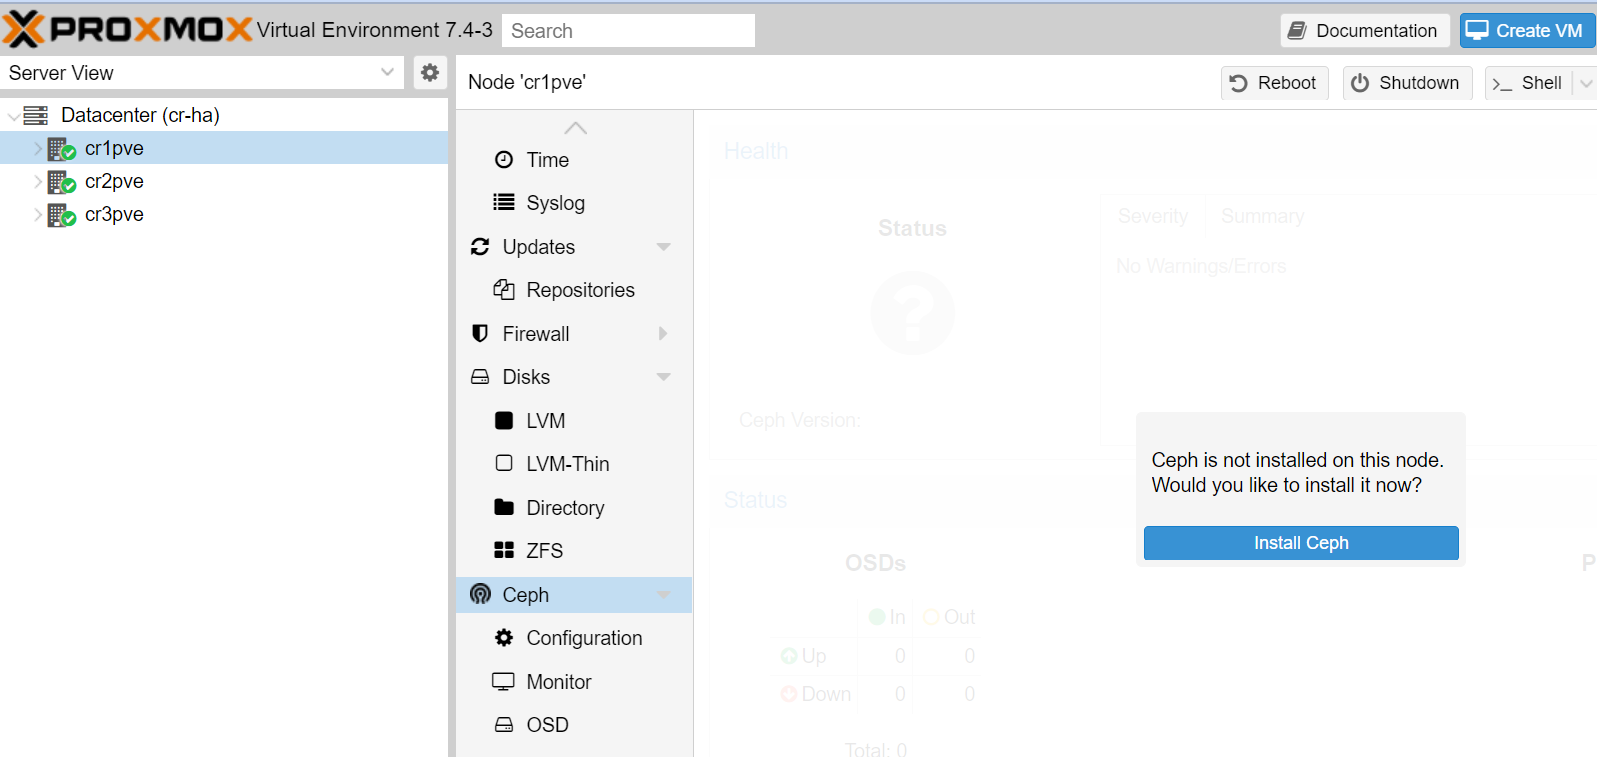 PROXMOX Virtual Environment 7.4-3 Search Documentation Create VM
Server View
Node 'cr1pve' Reboot Shutdown >_ Shell
Datacenter (cr-ha)
cr1pve
cr2pve
cr3pve
Time
Syslog
Updates
Repositories
Firewall
Disks
LVM
LVM-Thin
Directory
ZFS
Ceph
Configuration
Monitor
OSD
Health
Status
Severity Summary
No Warnings/Errors
Ceph Version:
Ceph is not installed on this node.
Would you like to install it now?
Install Ceph
Status
OSDs
P
In Out
Up 0 0
Down 0 0
Total: 0